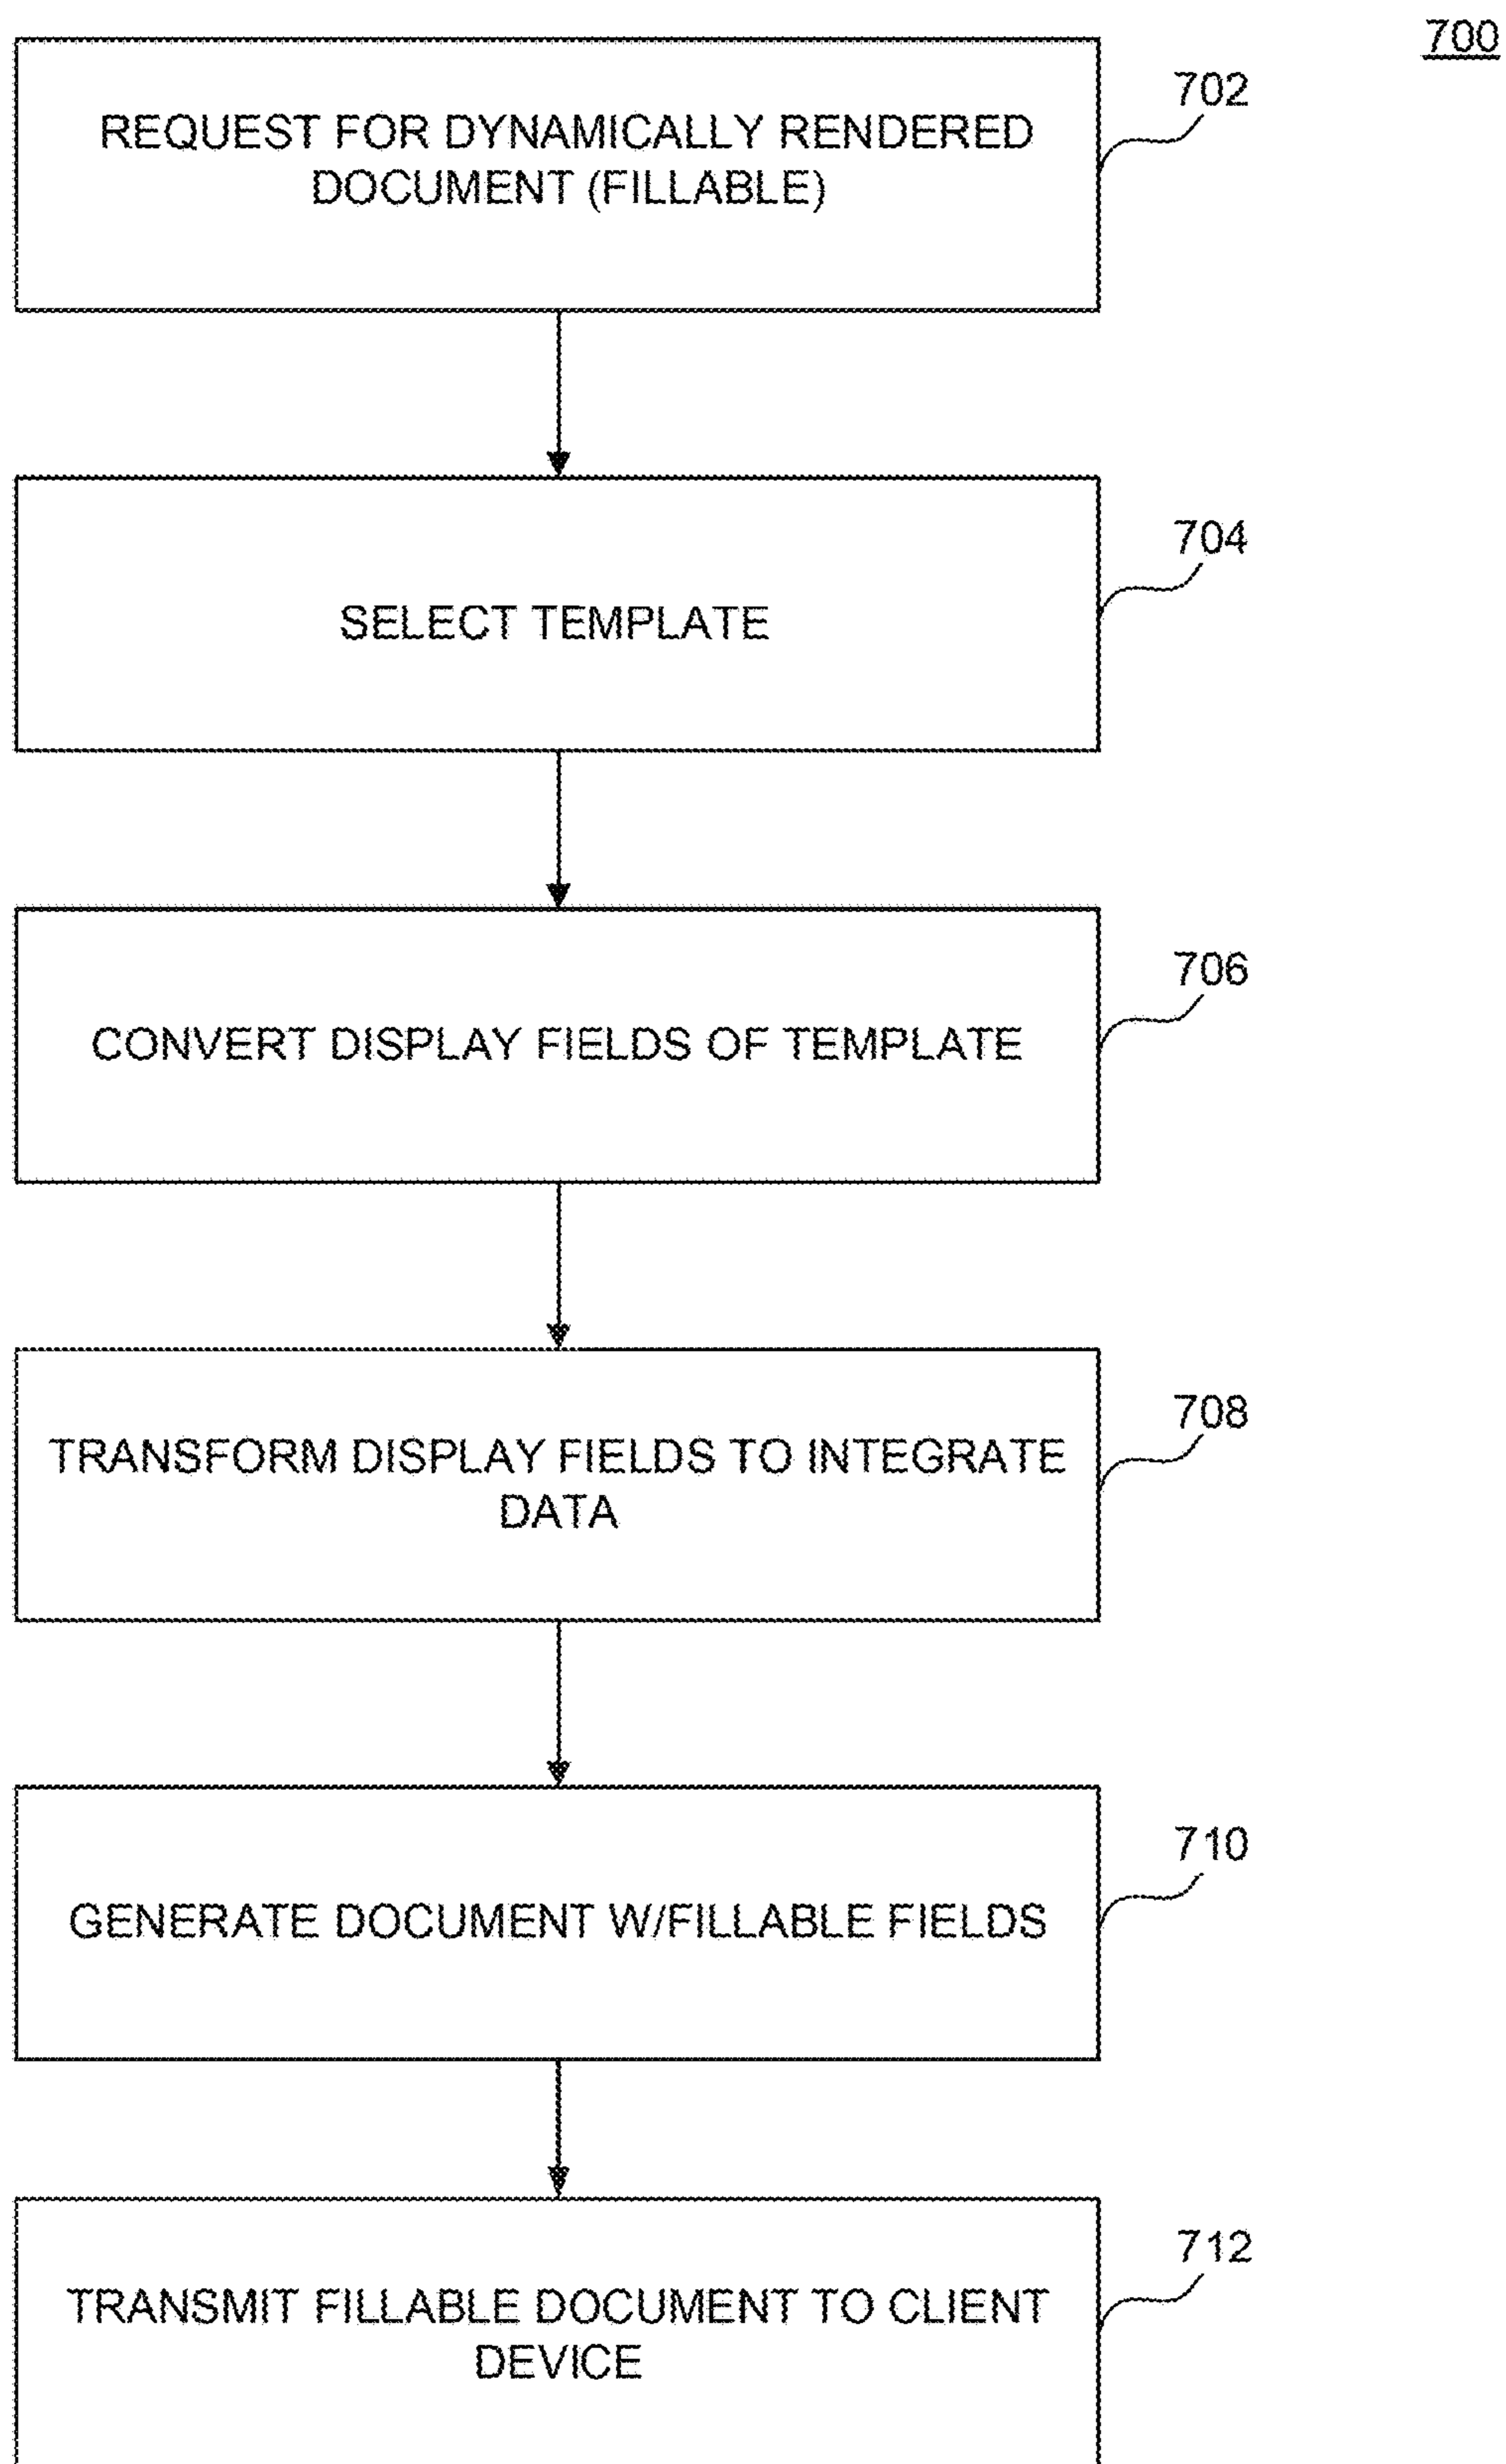 700
702
REQUEST FOR DYNAMICALLY RENDERED
DOCUMENT (FILLABLE)
704
SELECT TEMPLATE
706
CONVERT DISPLAY FIELDS OF TEMPLATE
708
TRANSFORM DISPLAY FIELDS TO INTEGRATE
DATA
710
GENERATE DOCUMENT W/FILLABLE FIELDS
712
TRANSMIT FILLABLE DOCUMENT TO CLIENT
DEVICE